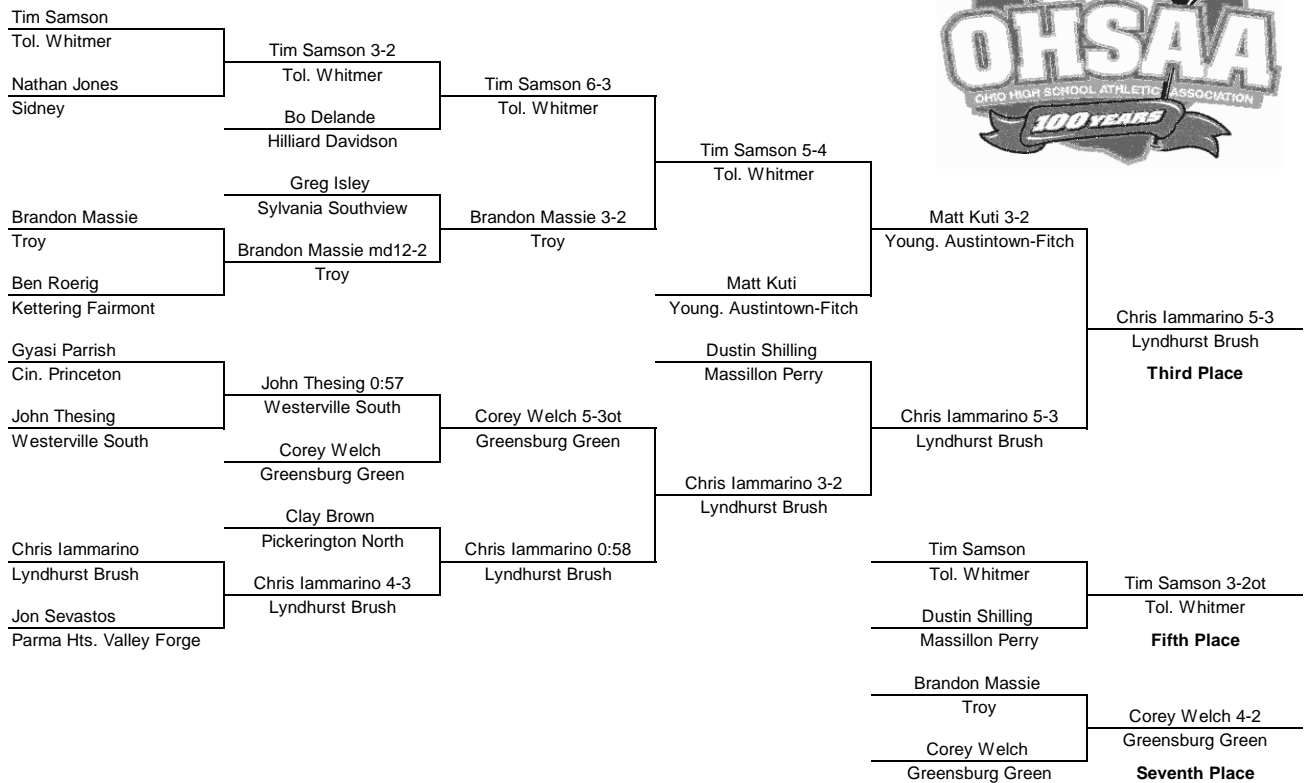 OHSAA
OHIO HIGH SCHOOL ATHLETIC ASSOCIATION
100 YEARS
Tim Samson
Tol. Whitmer
Nathan Jones
Sidney
Brandon Massie
Troy
Ben Roerig
Kettering Fairmont
Gyasi Parrish
Cin. Princeton
John Thesing
Westerville South
Chris Iammarino
Lyndhurst Brush
Jon Sevastos
Parma Hts. Valley Forge
Tim Samson 3-2
Tol. Whitmer
Bo Delande
Hilliard Davidson
Greg Isley
Sylvania Southview
Brandon Massie md12-2
Troy
John Thesing 0:57
Westerville South
Corey Welch
Greensburg Green
Clay Brown
Pickerington North
Chris Iammarino 4-3
Lyndhurst Brush
Tim Samson 6-3
Tol. Whitmer
Brandon Massie 3-2
Troy
Corey Welch 5-3ot
Greensburg Green
Chris Iammarino 0:58
Lyndhurst Brush
Tim Samson 5-4
Tol. Whitmer
Matt Kuti
Young. Austintown-Fitch
Dustin Shilling
Massillon Perry
Chris Iammarino 3-2
Lyndhurst Brush
Matt Kuti 3-2
Young. Austintown-Fitch
Chris Iammarino 5-3
Lyndhurst Brush
Chris Iammarino 5-3
Lyndhurst Brush
Third Place
Tim Samson
Tol. Whitmer
Dustin Shilling
Massillon Perry
Tim Samson 3-2ot
Tol. Whitmer
Fifth Place
Brandon Massie
Troy
Corey Welch
Greensburg Green
Corey Welch 4-2
Greensburg Green
Seventh Place